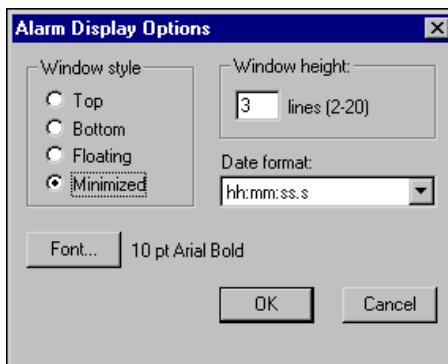 Alarm Display Options
Window style
Top
Bottom
Floating
Minimized
Window height:
3 lines (2-20)
Date format:
hh:mm:ss.s
Font... 10 pt Arial Bold
OK Cancel